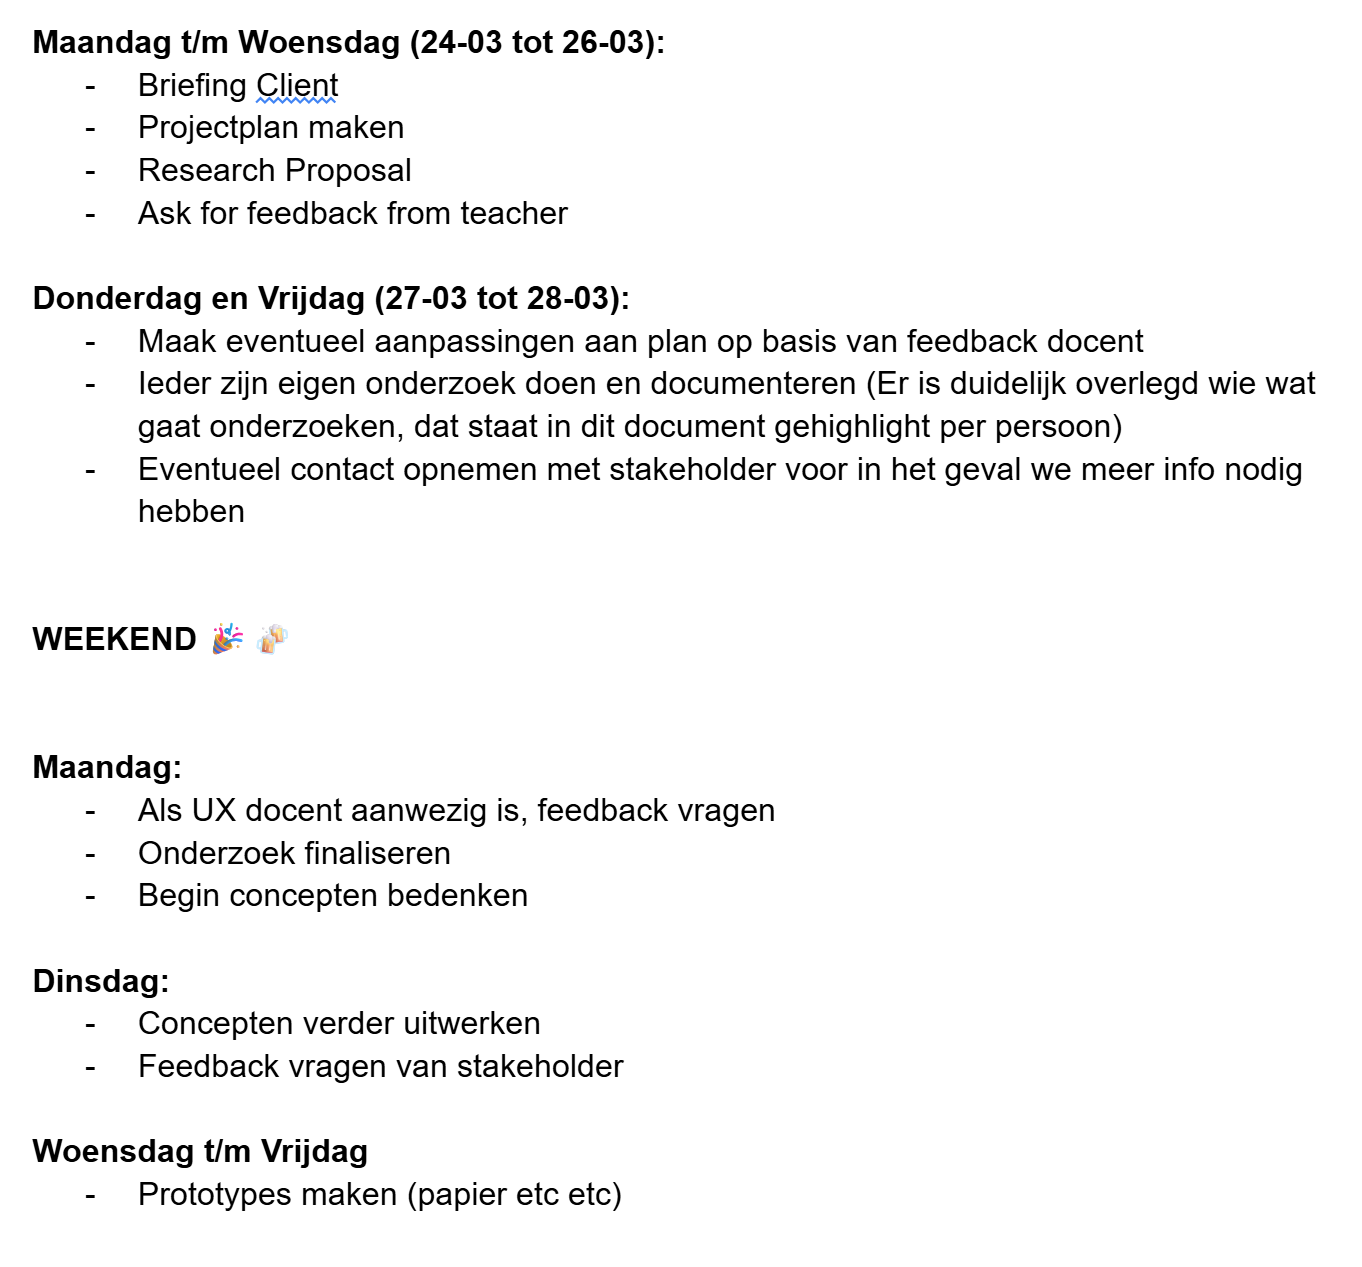 Maandag t/m Woensdag (24-03 tot 26-03):
- Briefing Client
- Projectplan maken
- Research Proposal
- Ask for feedback from teacher
Donderdag en Vrijdag (27-03 tot 28-03):
- Maak eventueel aanpassingen aan plan op basis van feedback docent
- Ieder zijn eigen onderzoek doen en documenteren (Er is duidelijk overlegd wie wat
gaat onderzoeken, dat staat in dit document gehighlight per persoon)
- Eventueel contact opnemen met stakeholder voor in het geval we meer info nodig
hebben
WEEKEND 🎉 🍻
Maandag:
- Als UX docent aanwezig is, feedback vragen
- Onderzoek finaliseren
- Begin concepten bedenken
Dinsdag:
- Concepten verder uitwerken
- Feedback vragen van stakeholder
Woensdag t/m Vrijdag
- Prototypes maken (papier etc etc)